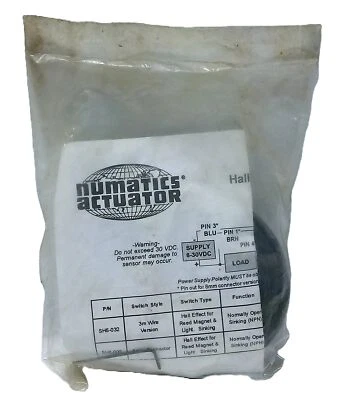 numatics®
actuator
Hall
-Warning-
Do not exceed 30 VDC.
Permanent damage to
sensor may occur.
PIN 3*
BLU
PIN 1*
BRN
PIN 4
SUPPLY
6-30VDC
LOAD
Power Supply Polarity MUST be
* Pin out for 8mm connector version
P/N Switch Style Switch Type Function
SH6-032 3m Wire Version Hall Effect for Reed Magnet & Light. Sinking Normally Open Sinking (NPN)
Hall Effect for Reed Magnet & Light. Sinking Normally Open Sinking (NPN)